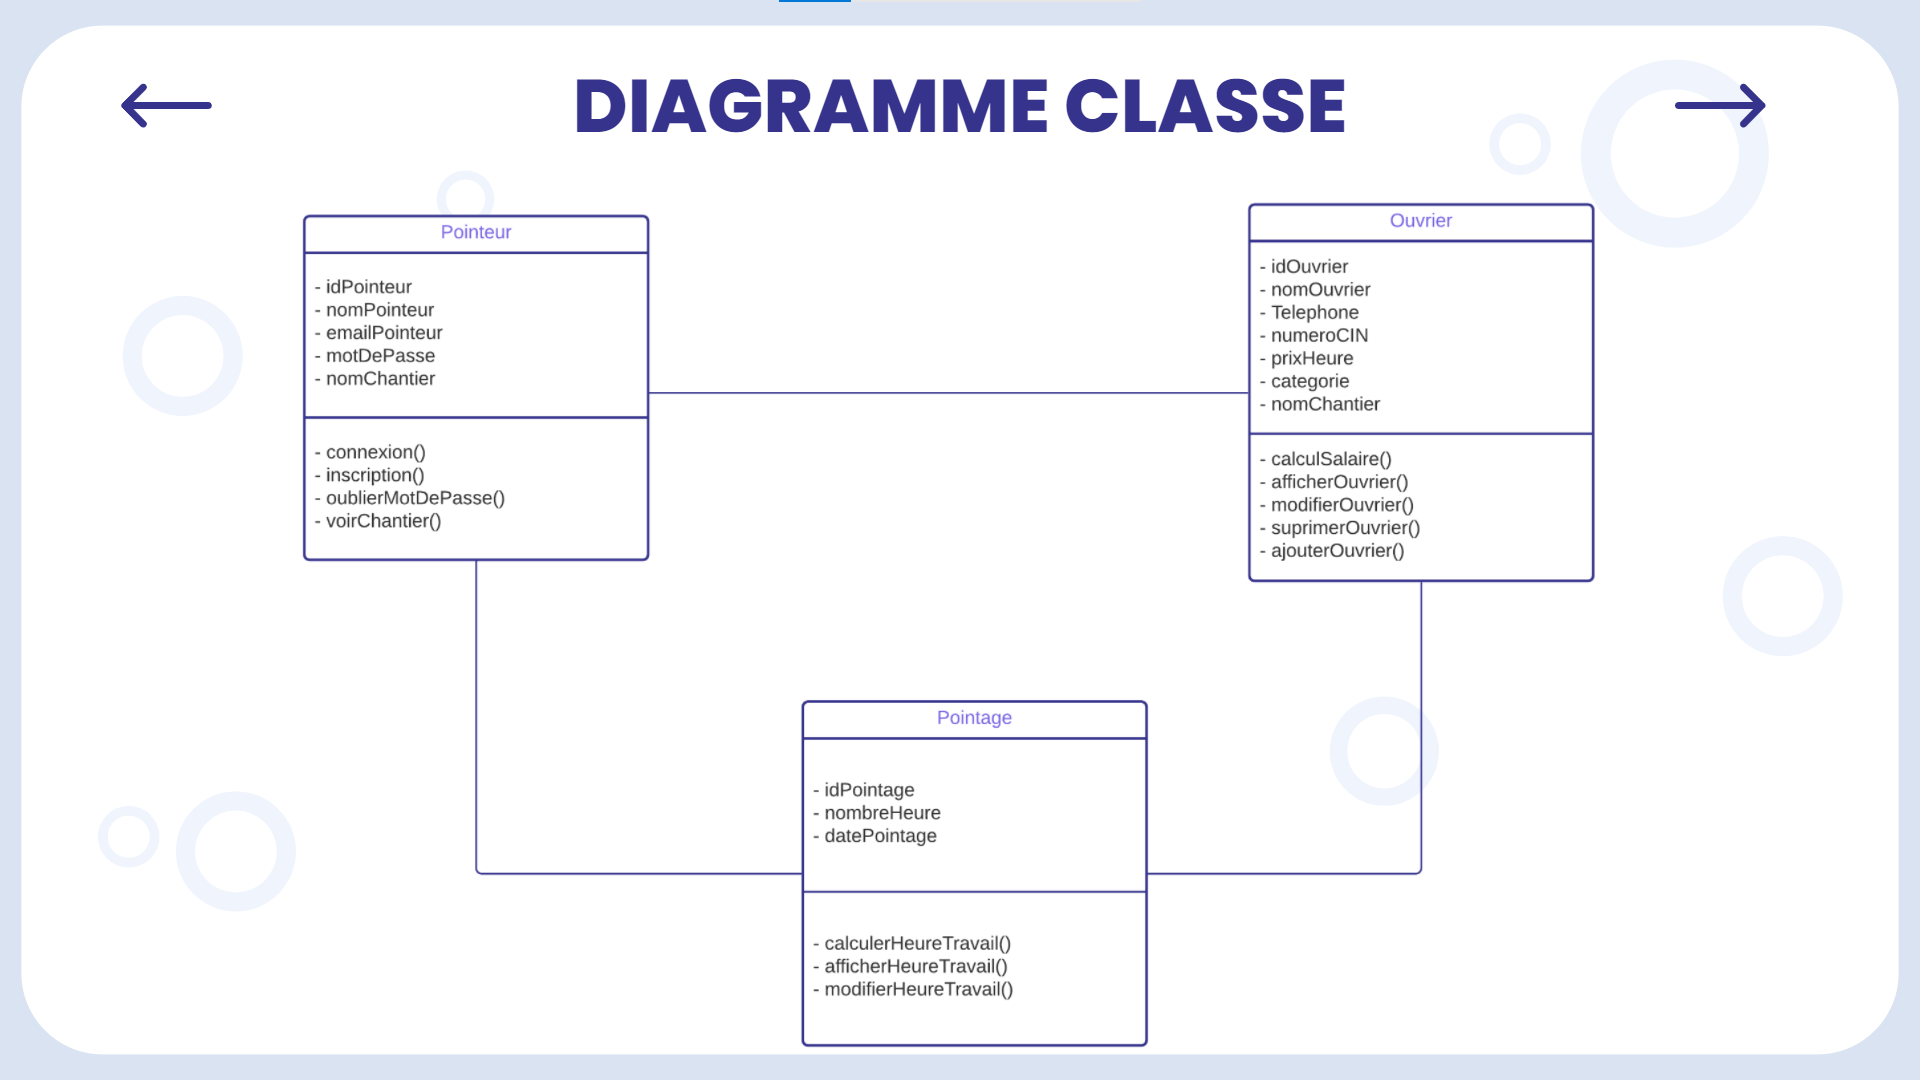 DIAGRAMME CLASSE
Pointeur
- idPointeur
- nomPointeur
- emailPointeur
- motDePasse
- nomChantier
- connexion()
- inscription()
- oublierMotDePasse()
- voirChantier()
Ouvrier
- idOuvrier
- nomOuvrier
- Telephone
- numeroCIN
- prixHeure
- categorie
- nomChantier
- calculSalaire()
- afficherOuvrier()
- modifierOuvrier()
- suprimerOuvrier()
- ajouterOuvrier()
Pointage
- idPointage
- nombreHeure
- datePointage
- calculerHeureTravail()
- afficherHeureTravail()
- modifierHeureTravail()